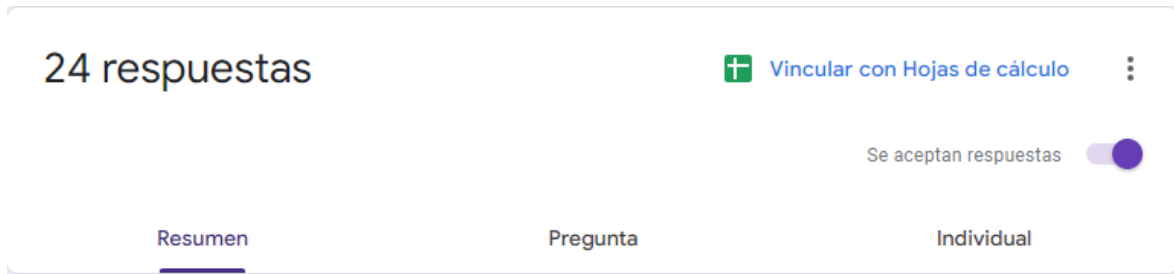 24 respuestas
Vincular con Hojas de cálculo
Se aceptan respuestas
Resumen Pregunta Individual